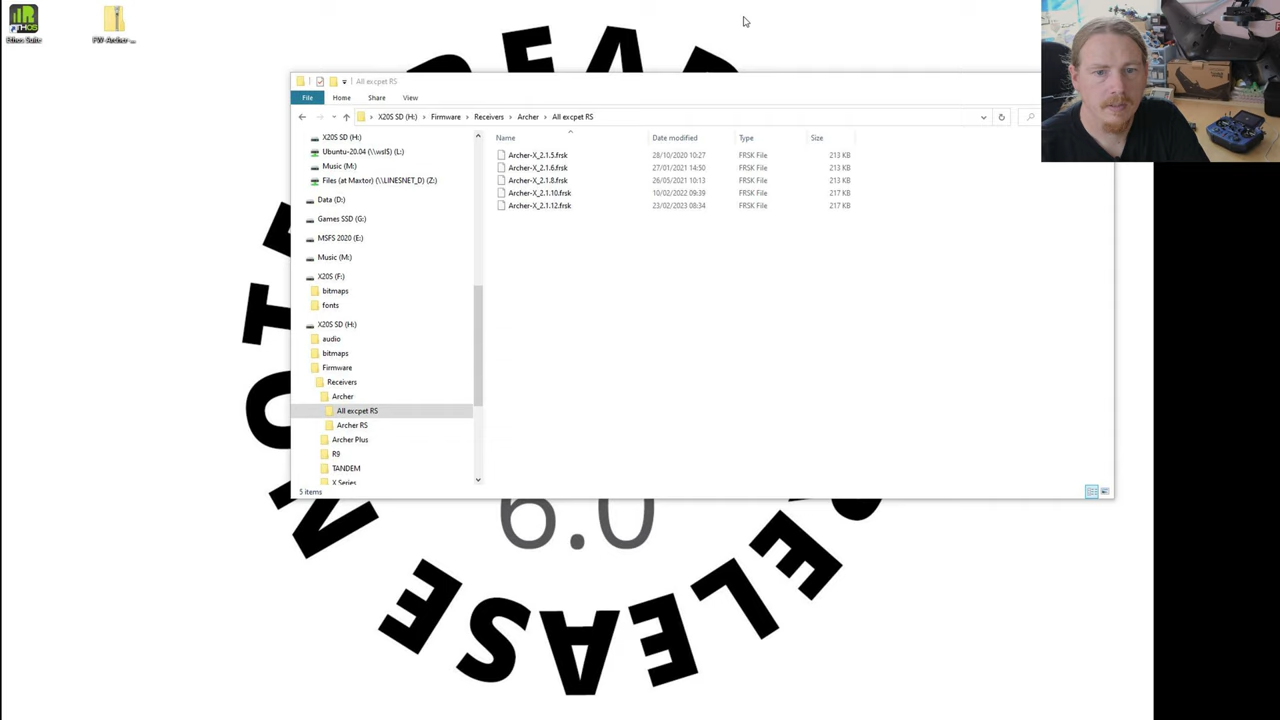 Ethos Suite
FW-Archer-...
All excpet RS
File
Home
Share
View
X20S SD (H:)
Firmware
Receivers
Archer
All excpet RS
X20S SD (H:)
Ubuntu-20.04 (\\wsl$) (L:)
Music (M:)
Files (at Maxtor) (\\LINESNET_D) (Z:)
Data (D:)
Games SSD (G:)
MSFS 2020 (E:)
Music (M:)
X20S (F:)
bitmaps
fonts
X20S SD (H:)
audio
bitmaps
Firmware
Receivers
Archer
All excpet RS
Archer RS
Archer Plus
R9
TANDEM
X Series
Name Date modified Type Size
Archer-X_2.1.5.frsk 28/10/2020 10:27 FRSK File 213 KB
Archer-X_2.1.6.frsk 27/01/2021 14:50 FRSK File 213 KB
Archer-X_2.1.8.frsk 26/05/2021 10:13 FRSK File 213 KB
Archer-X_2.1.10.frsk 10/02/2022 09:39 FRSK File 217 KB
Archer-X_2.1.12.frsk 23/02/2023 08:34 FRSK File 217 KB
5 items
6.0